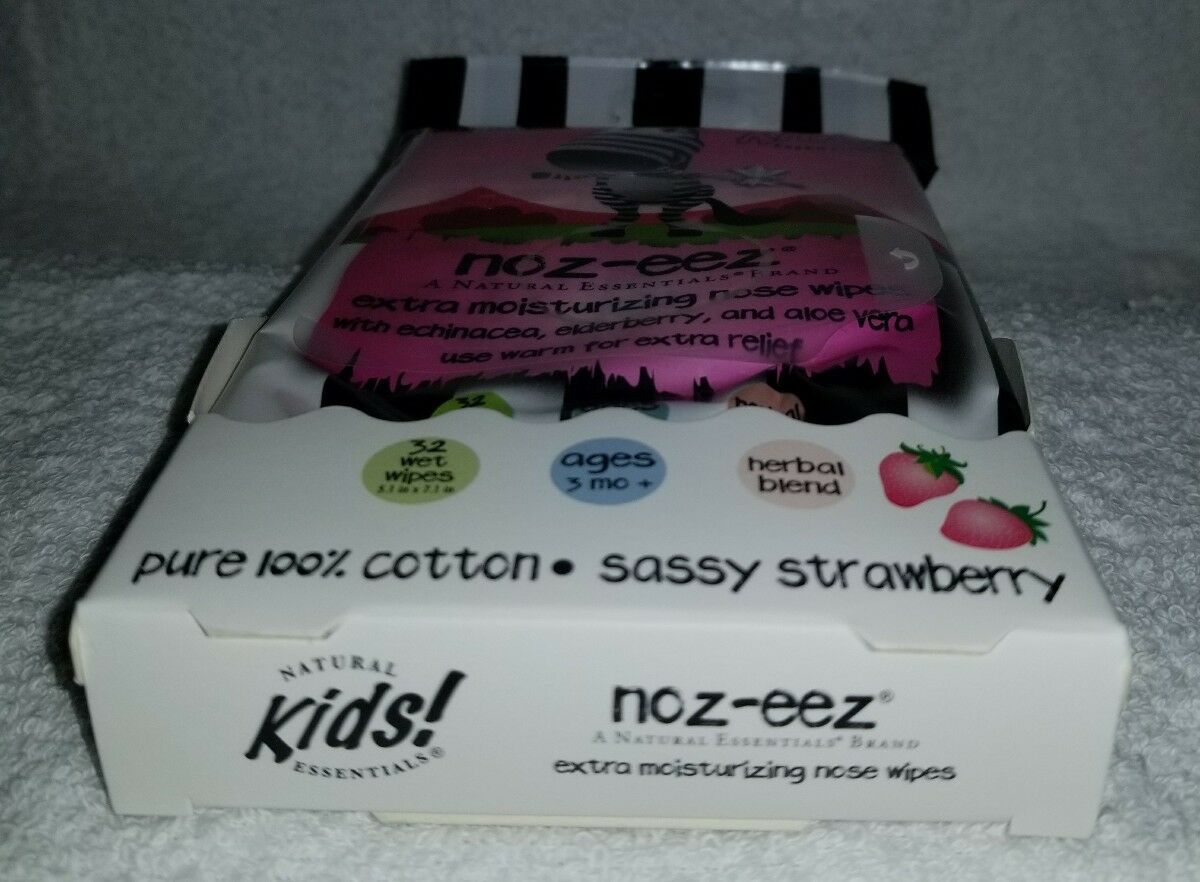 noz-eez®
A NATURAL ESSENTIALS® BRAND
extra moisturizing nose wipes
with echinacea, elderberry, and aloe vera
use warm for extra relief
32
32
wet
wipes
ages
3 mo +
herbal
blend
pure 100% cotton • sassy strawberry
NATURAL
Kids!
ESSENTIALS®
noz-eez®
A NATURAL ESSENTIALS® BRAND
extra moisturizing nose wipes